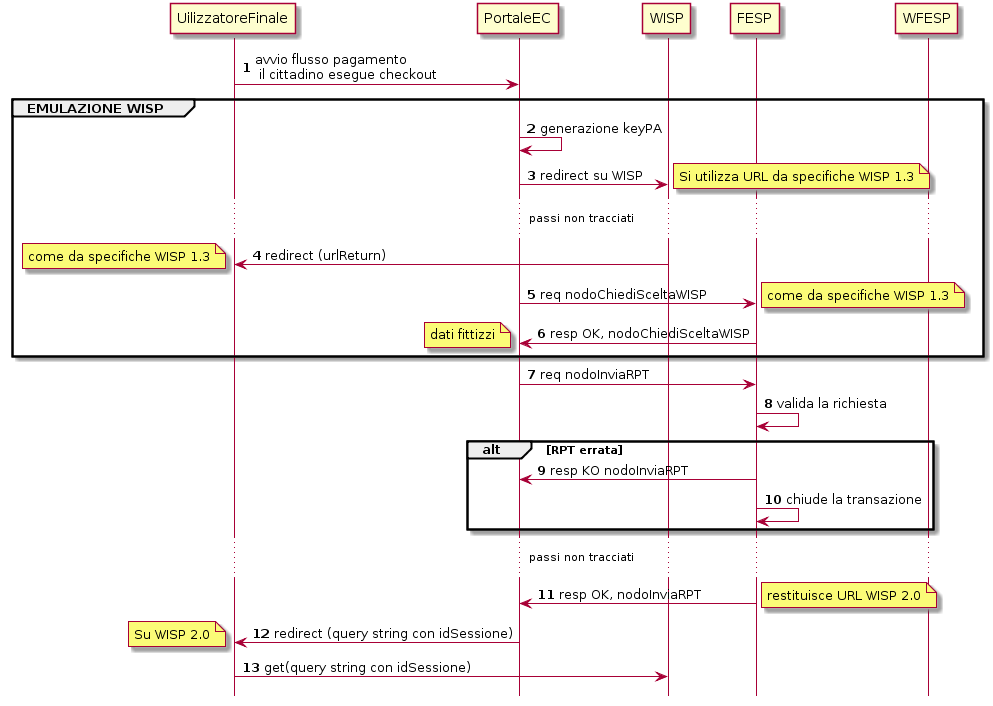 UilizzatoreFinale
PortaleEC
WISP
FESP
WFESP
1 avvio flusso pagamento
il cittadino esegue checkout
EMULAZIONE WISP
2 generazione keyPA
3 redirect su WISP
Si utilizza URL da specifiche WISP 1.3
passi non tracciati
come da specifiche WISP 1.3
4 redirect (urlReturn)
5 req nodoChiediSceltaWISP
come da specifiche WISP 1.3
dati fittizzi
6 resp OK, nodoChiediSceltaWISP
7 req nodoInviaRPT
8 valida la richiesta
alt [RPT errata]
9 resp KO nodoInviaRPT
10 chiude la transazione
passi non tracciati
11 resp OK, nodoInviaRPT
restituisce URL WISP 2.0
Su WISP 2.0
12 redirect (query string con idSessione)
13 get(query string con idSessione)